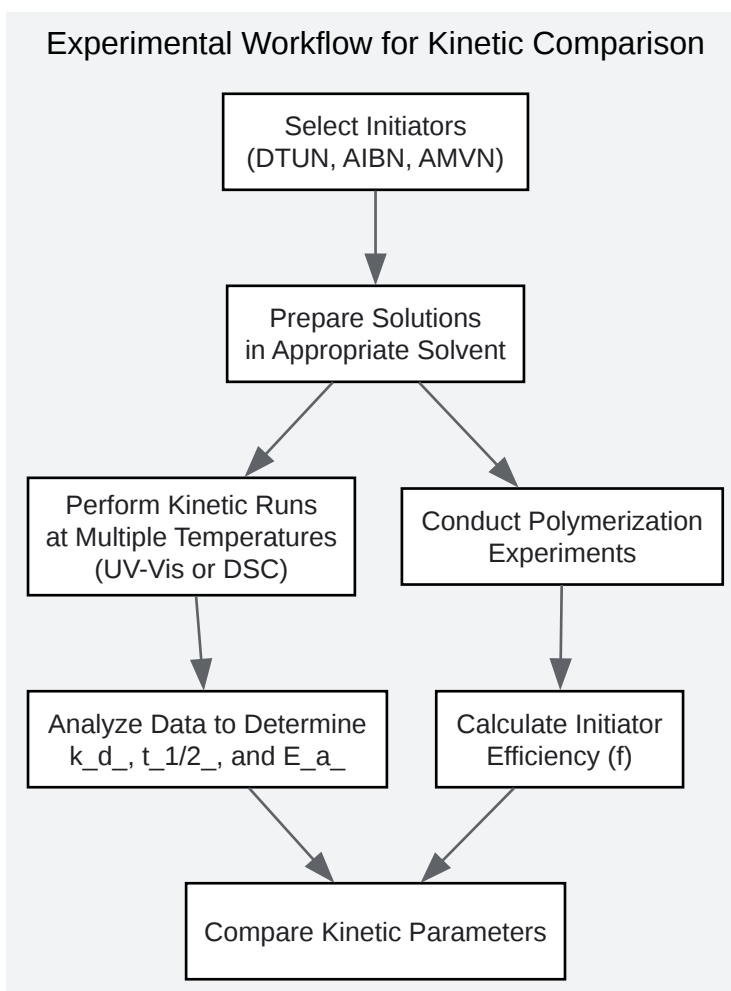 Experimental Workflow for Kinetic Comparison
Select Initiators
(DTUN, AIBN, AMVN)
Prepare Solutions
in Appropriate Solvent
Perform Kinetic Runs
at Multiple Temperatures
(UV-Vis or DSC)
Conduct Polymerization
Experiments
Analyze Data to Determine
k_d_, t_1/2_, and E_a_
Calculate Initiator
Efficiency (f)
Compare Kinetic Parameters